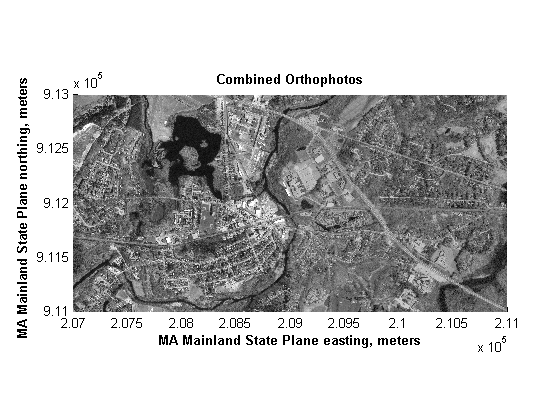 Combined Orthophotos
x 10^5
9.13
9.125
9.12
9.115
9.11
MA Mainland State Plane northing, meters
2.07 2.075 2.08 2.085 2.09 2.095 2.1 2.105 2.11
MA Mainland State Plane easting, meters
x 10^5